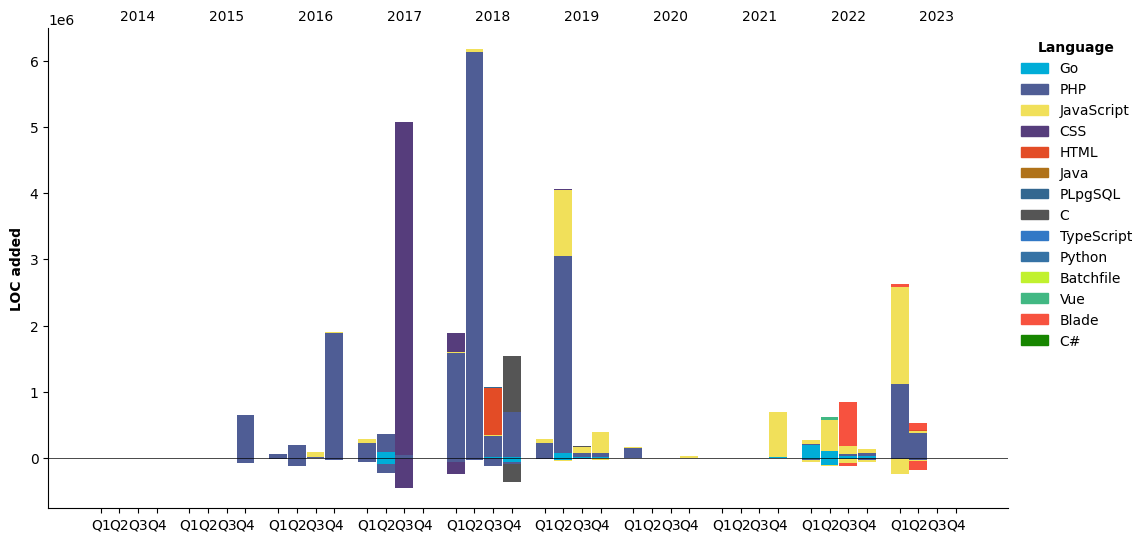 1e6
2014 2015 2016 2017 2018 2019 2020 2021 2022 2023
LOC added
6
5
4
3
2
1
0
Q1Q2Q3Q4 Q1Q2Q3Q4 Q1Q2Q3Q4 Q1Q2Q3Q4 Q1Q2Q3Q4 Q1Q2Q3Q4 Q1Q2Q3Q4 Q1Q2Q3Q4 Q1Q2Q3Q4 Q1Q2Q3Q4
Language
Go
PHP
JavaScript
CSS
HTML
Java
PLpgSQL
C
TypeScript
Python
Batchfile
Vue
Blade
C#